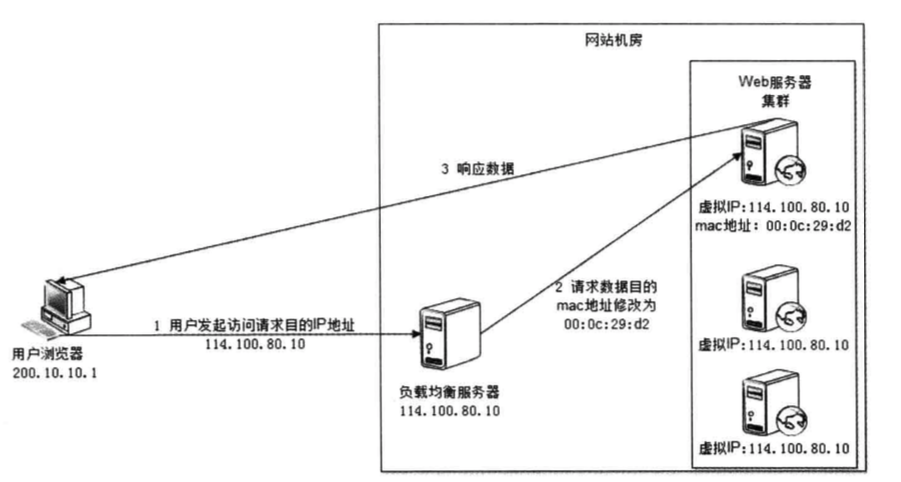 网站机房
Web服务器
集群
3 响应数据
虚拟IP:114.100.80.10
mac地址: 00:0c:29:d2
2 请求数据目的
mac地址修改为
00:0c:29:d2
1 用户发起访问请求目的IP地址
114.100.80.10
用户浏览器
200.10.10.1
负载均衡服务器
114.100.80.10
虚拟IP:114.100.80.10
虚拟IP:114.100.80.10